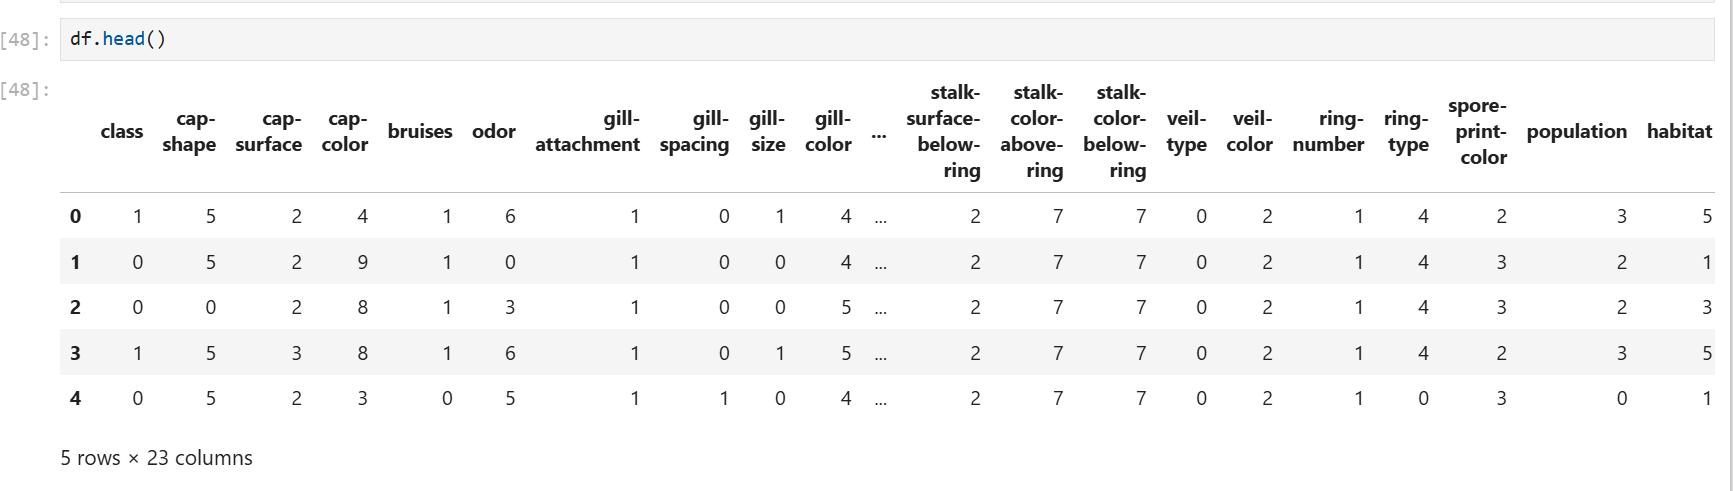 [48]: df.head()
[48]:
class cap-shape cap-surface cap-color bruises odor gill-attachment gill-spacing gill-size gill-color ... stalk-surface-below-ring stalk-color-above-ring stalk-color-below-ring veil-type veil-color ring-number ring-type spore-print-color population habitat
0 1 5 2 4 1 6 1 0 1 4 ... 2 7 7 0 2 1 4 2 3 5
1 0 5 2 9 1 0 1 0 0 4 ... 2 7 7 0 2 1 4 3 2 1
2 0 0 2 8 1 3 1 0 0 5 ... 2 7 7 0 2 1 4 3 2 3
3 1 5 3 8 1 6 1 0 1 5 ... 2 7 7 0 2 1 4 2 3 5
4 0 5 2 3 0 5 1 1 0 4 ... 2 7 7 0 2 1 0 3 0 1
5 rows × 23 columns